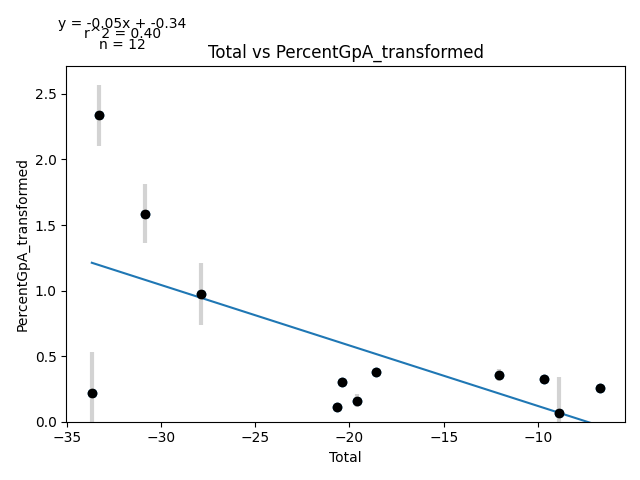 y = -0.05x + -0.34
r^2 = 0.40
n = 12
Total vs PercentGpA_transformed
PercentGpA_transformed
2.5
2.0
1.5
1.0
0.5
0.0
−35
−30
−25
−20
−15
−10
Total